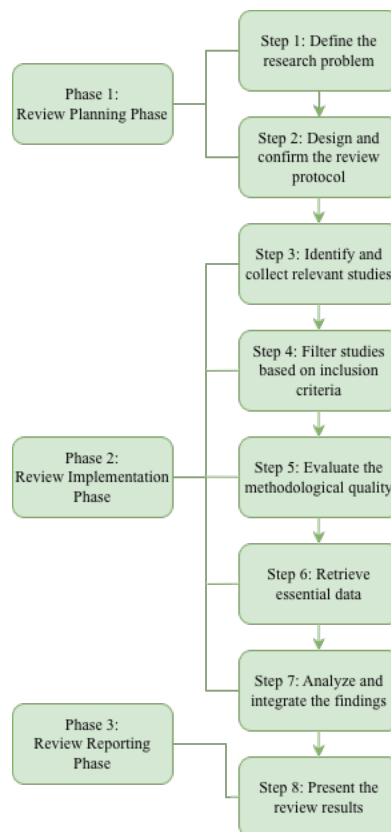 Phase 1:
Review Planning Phase
Step 1: Define the
research problem
Step 2: Design and
confirm the review
protocol
Phase 2:
Review Implementation
Phase
Step 3: Identify and
collect relevant studies
Step 4: Filter studies
based on inclusion
criteria
Step 5: Evaluate the
methodological quality
Step 6: Retrieve
essential data
Step 7: Analyze and
integrate the findings
Phase 3:
Review Reporting
Phase
Step 8: Present the
review results